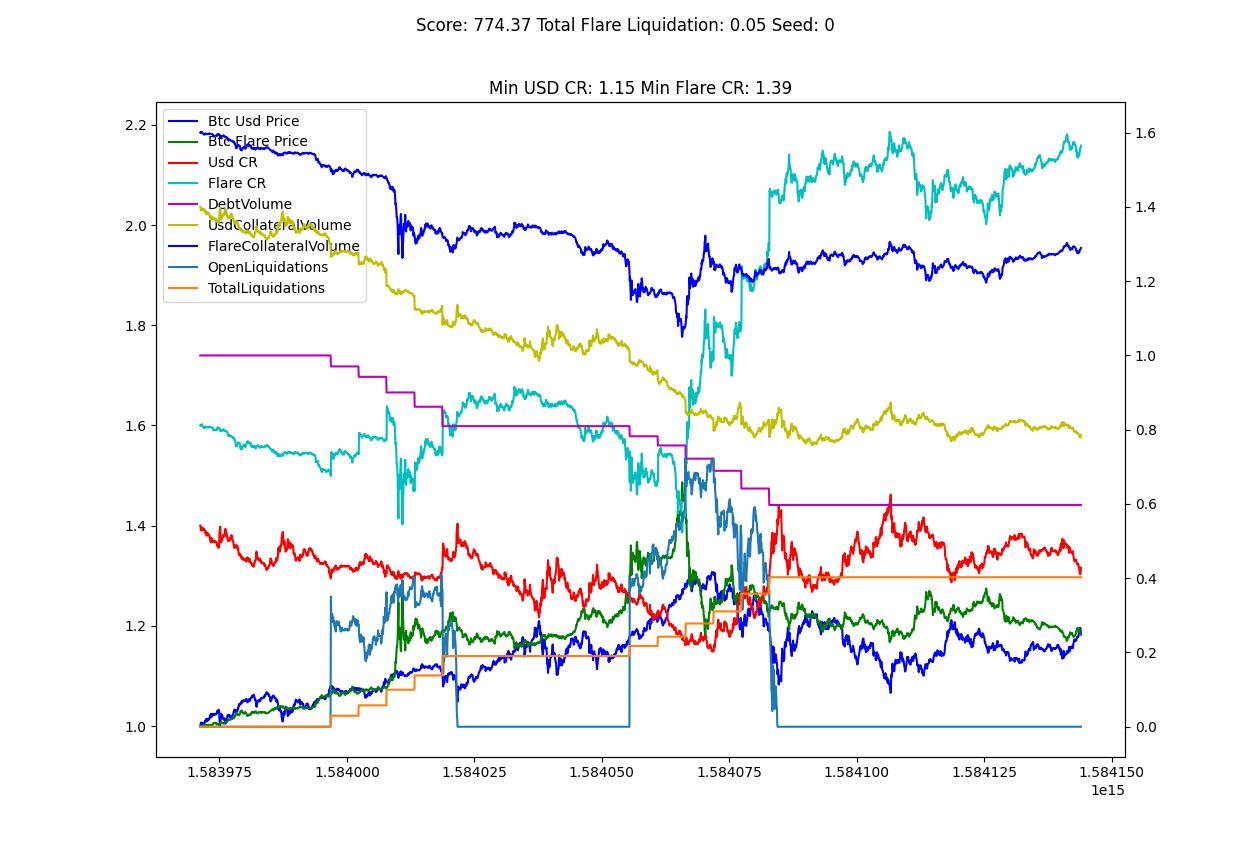 Score: 774.37 Total Flare Liquidation: 0.05 Seed: 0
Min USD CR: 1.15 Min Flare CR: 1.39
Btc Usd Price
Btc Flare Price
Usd CR
Flare CR
DebtVolume
UsdCollateralVolume
FlareCollateralVolume
OpenLiquidations
TotalLiquidations
2.2
2.0
1.8
1.6
1.4
1.2
1.0
1.6
1.4
1.2
1.0
0.8
0.6
0.4
0.2
0.0
1.583975
1.584000
1.584025
1.584050
1.584075
1.584100
1.584125
1.584150
1e15